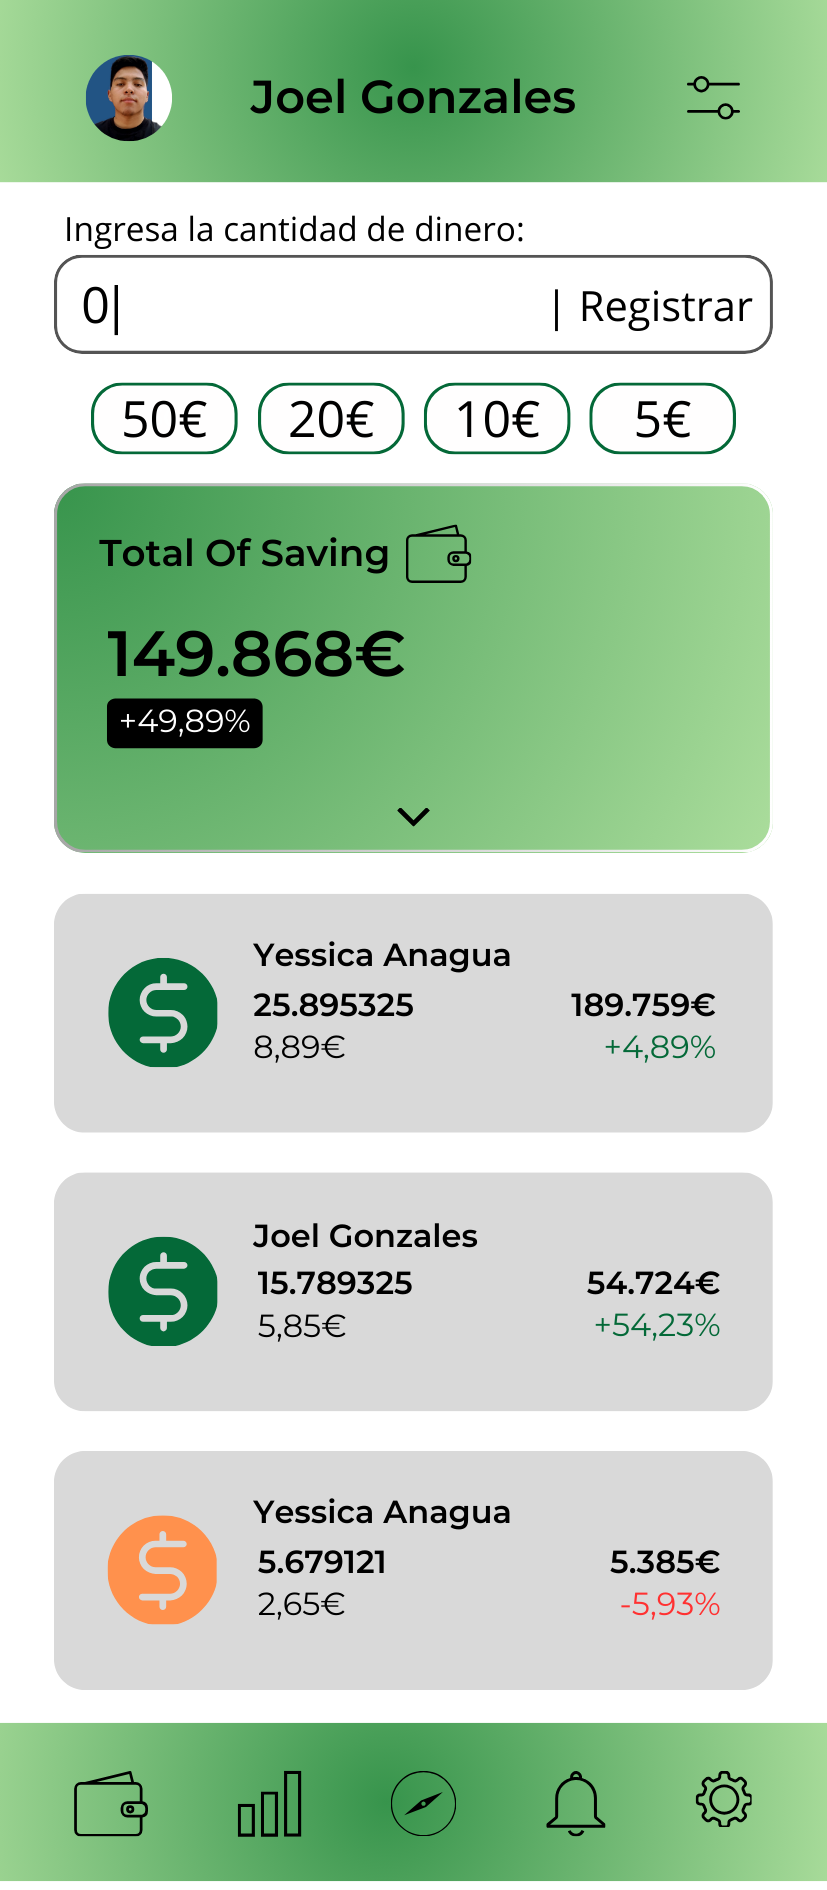 Joel Gonzales
Ingresa la cantidad de dinero:
0| | Registrar
50€ 20€ 10€ 5€
Total Of Saving
149.868€
+49,89%
Yessica Anagua
25.895325 189.759€
8,89€ +4,89%
Joel Gonzales
15.789325 54.724€
5,85€ +54,23%
Yessica Anagua
5.679121 5.385€
2,65€ -5,93%